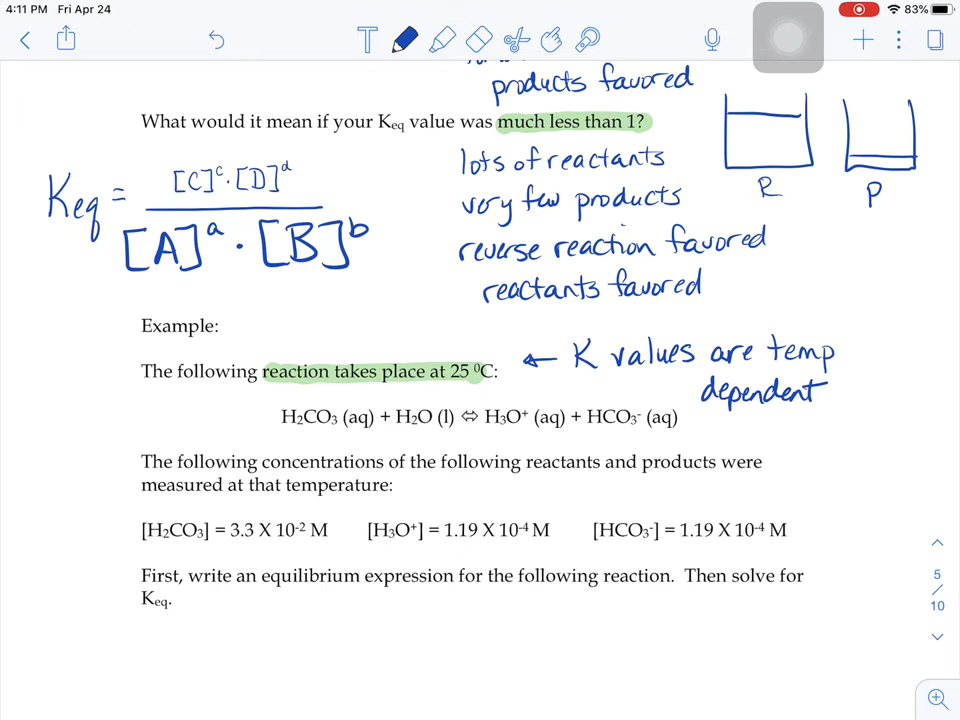 4:11 PM Fri Apr 24
83%
T
products favored
What would it mean if your Keq value was much less than 1?
lots of reactants
R
P
Keq = [C]ᶜ · [D]ᵈ
[A]ᵃ · [B]ᵇ
very few products
reverse reaction favored
reactants favored
Example:
The following reaction takes place at 25 ⁰C:
← K values are temp
dependent
H₂CO₃ (aq) + H₂O (l) ⇔ H₃O⁺ (aq) + HCO₃⁻ (aq)
The following concentrations of the following reactants and products were
measured at that temperature:
[H₂CO₃] = 3.3 X 10⁻² M [H₃O⁺] = 1.19 X 10⁻⁴ M [HCO₃⁻] = 1.19 X 10⁻⁴ M
First, write an equilibrium expression for the following reaction. Then solve for
Keq.
5
/
10